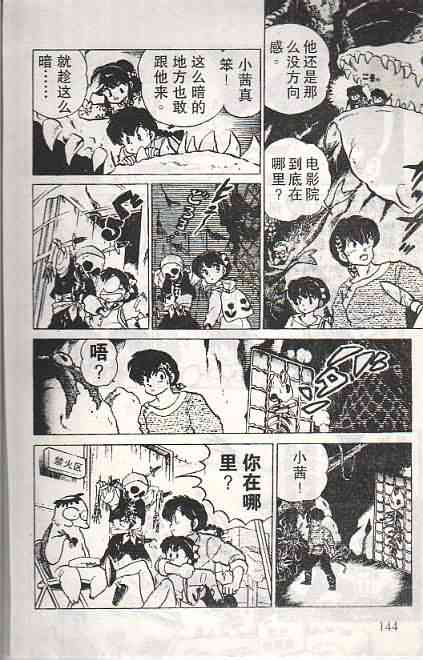 他还是那
么没方向
感。
电影院
到底在
哪里？
小茜真
笨！
这么暗的
地方也敢
跟他来。
就趁这么
暗……
唔？
小茜！
你在哪
里？
禁火区
144